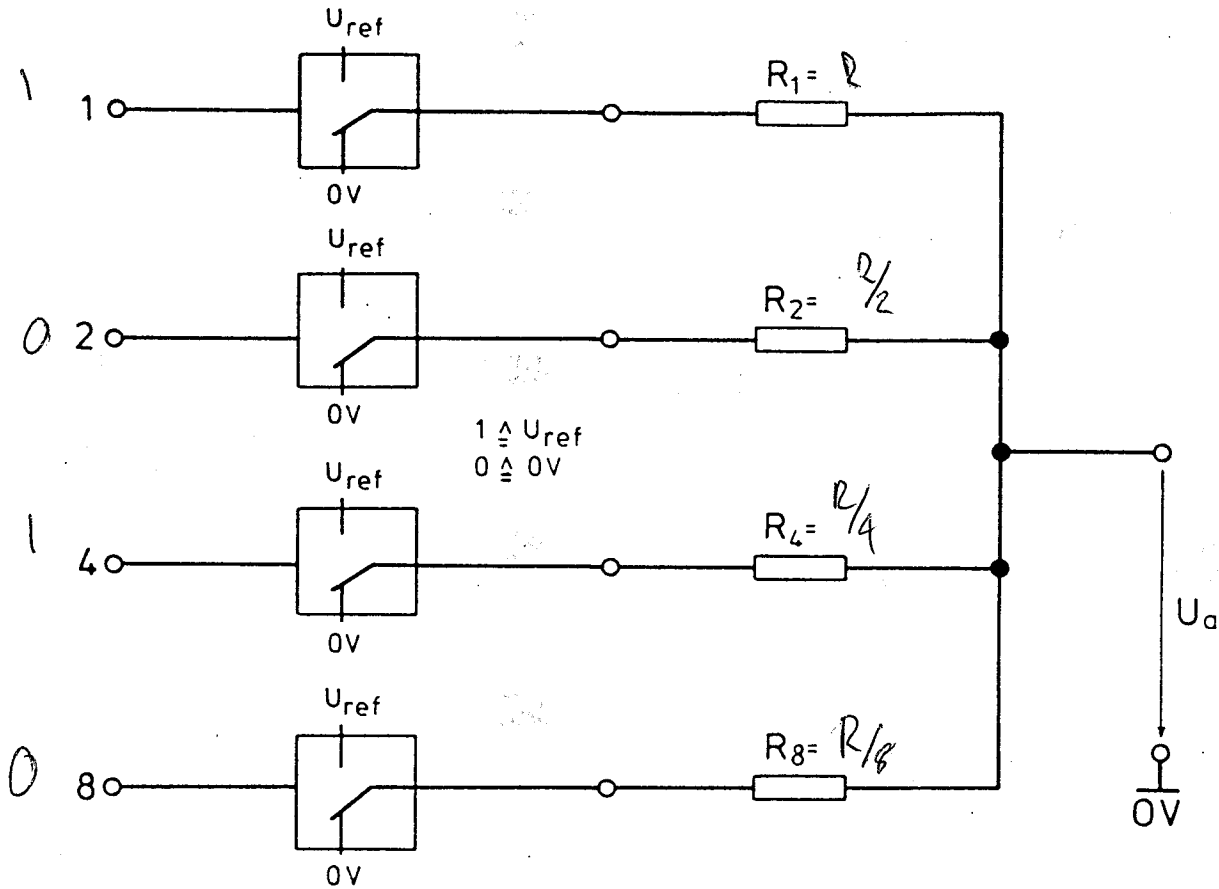 Uref
1
1
R1= R
0V
Uref
0
2
R2= R/2
0V
1 ≙ Uref
0 ≙ 0V
Uref
1
4
R4= R/4
0V
Ua
Uref
0
8
R8= R/8
0V
0V